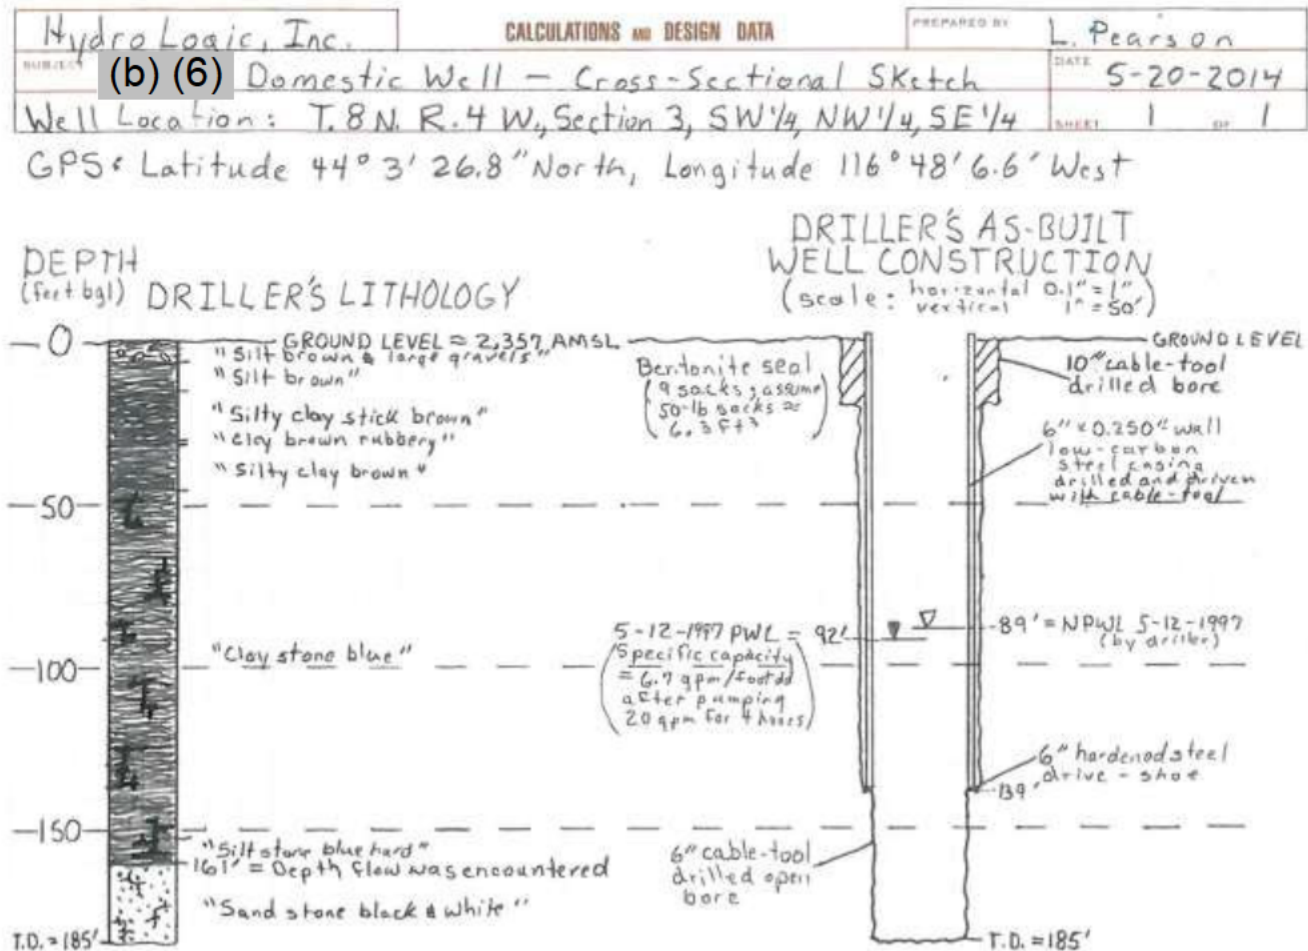 Hydro Logic, Inc.
CALCULATIONS AND DESIGN DATA
PREPARED BY
L. Pearson
SUBJECT
(b) (6) Domestic Well - Cross-Sectional Sketch
DATE
5-20-2014
Well Location: T. 8 N. R. 4 W., Section 3, SW 1/4, NW 1/4, SE 1/4
SHEET 1 OF 1
GPS: Latitude 44° 3' 26.8" North, Longitude 116° 48' 6.6" West
DEPTH
(feet bgl)
DRILLER'S LITHOLOGY
DRILLER'S AS-BUILT
WELL CONSTRUCTION
(scale: horizontal 0.1" = 1"
vertical 1" = 50')
0
GROUND LEVEL ≈ 2,357 AMSL
GROUND LEVEL
"Silt brown & large gravels"
"Silt brown"
"Silty clay stick brown"
"Clay brown rubbery"
"Silty clay brown"
Bentonite seal
(9 sacks; assume
50-lb sacks ≈
6.3 ft³)
10" cable-tool
drilled bore
6" x 0.250" wall
low-carbon
steel casing
drilled and driven
with cable-tool
-50
5-12-1997 PWL = 92'
(Specific capacity
= 6.7 gpm/foot dd
after pumping
20 gpm for 4 hours)
89' = NPWL 5-12-1997
(by driller)
"Clay stone blue"
-100
6" hardened steel
drive-shoe
139'
-150
"Silt stone blue hard"
161' = Depth flow was encountered
"Sand stone black & white"
6" cable-tool
drilled open
bore
T.D. = 185'
T.D. = 185'